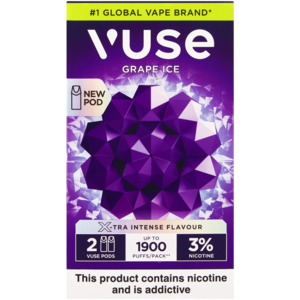 #1 GLOBAL VAPE BRAND*
VUSE
GRAPE ICE
NEW
POD
X-TRA INTENSE FLAVOUR
2
VUSE PODS
UP TO
1900
PUFFS/PACK
3%
NICOTINE
This product contains nicotine
and is addictive